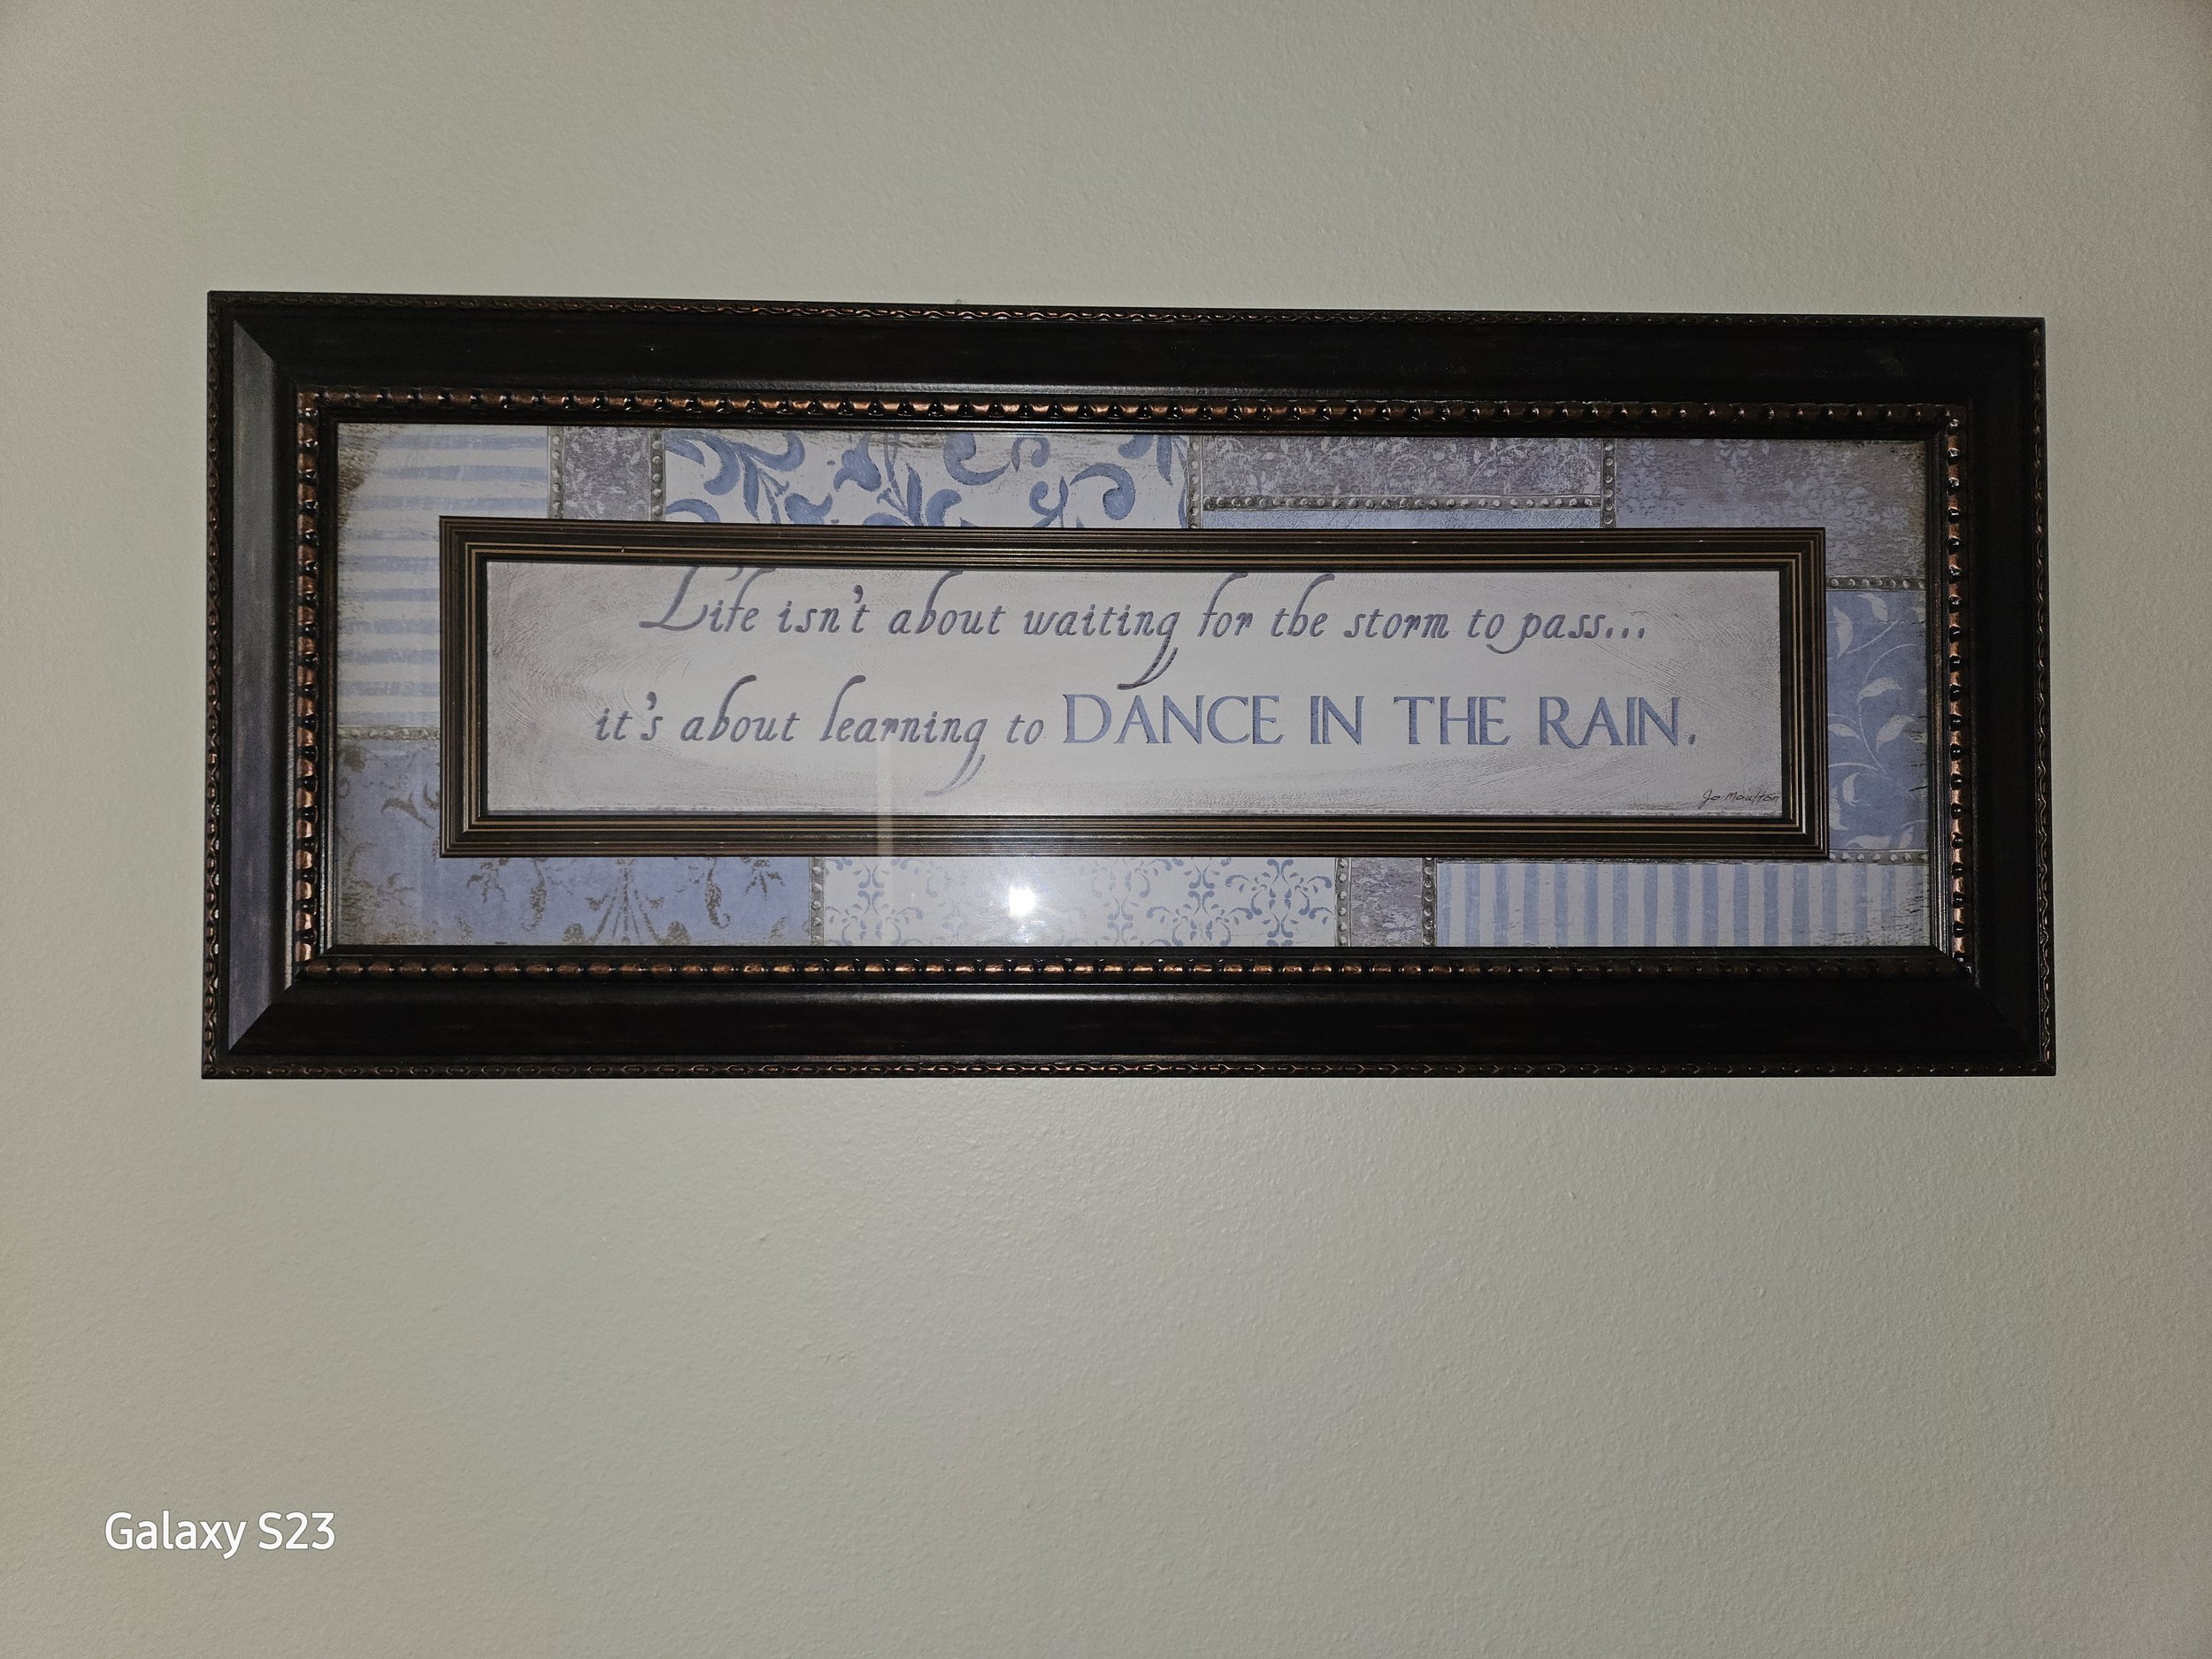 Life isn't about waiting for the storm to pass...
it's about learning to DANCE IN THE RAIN.
Jo Moulton
Galaxy S23